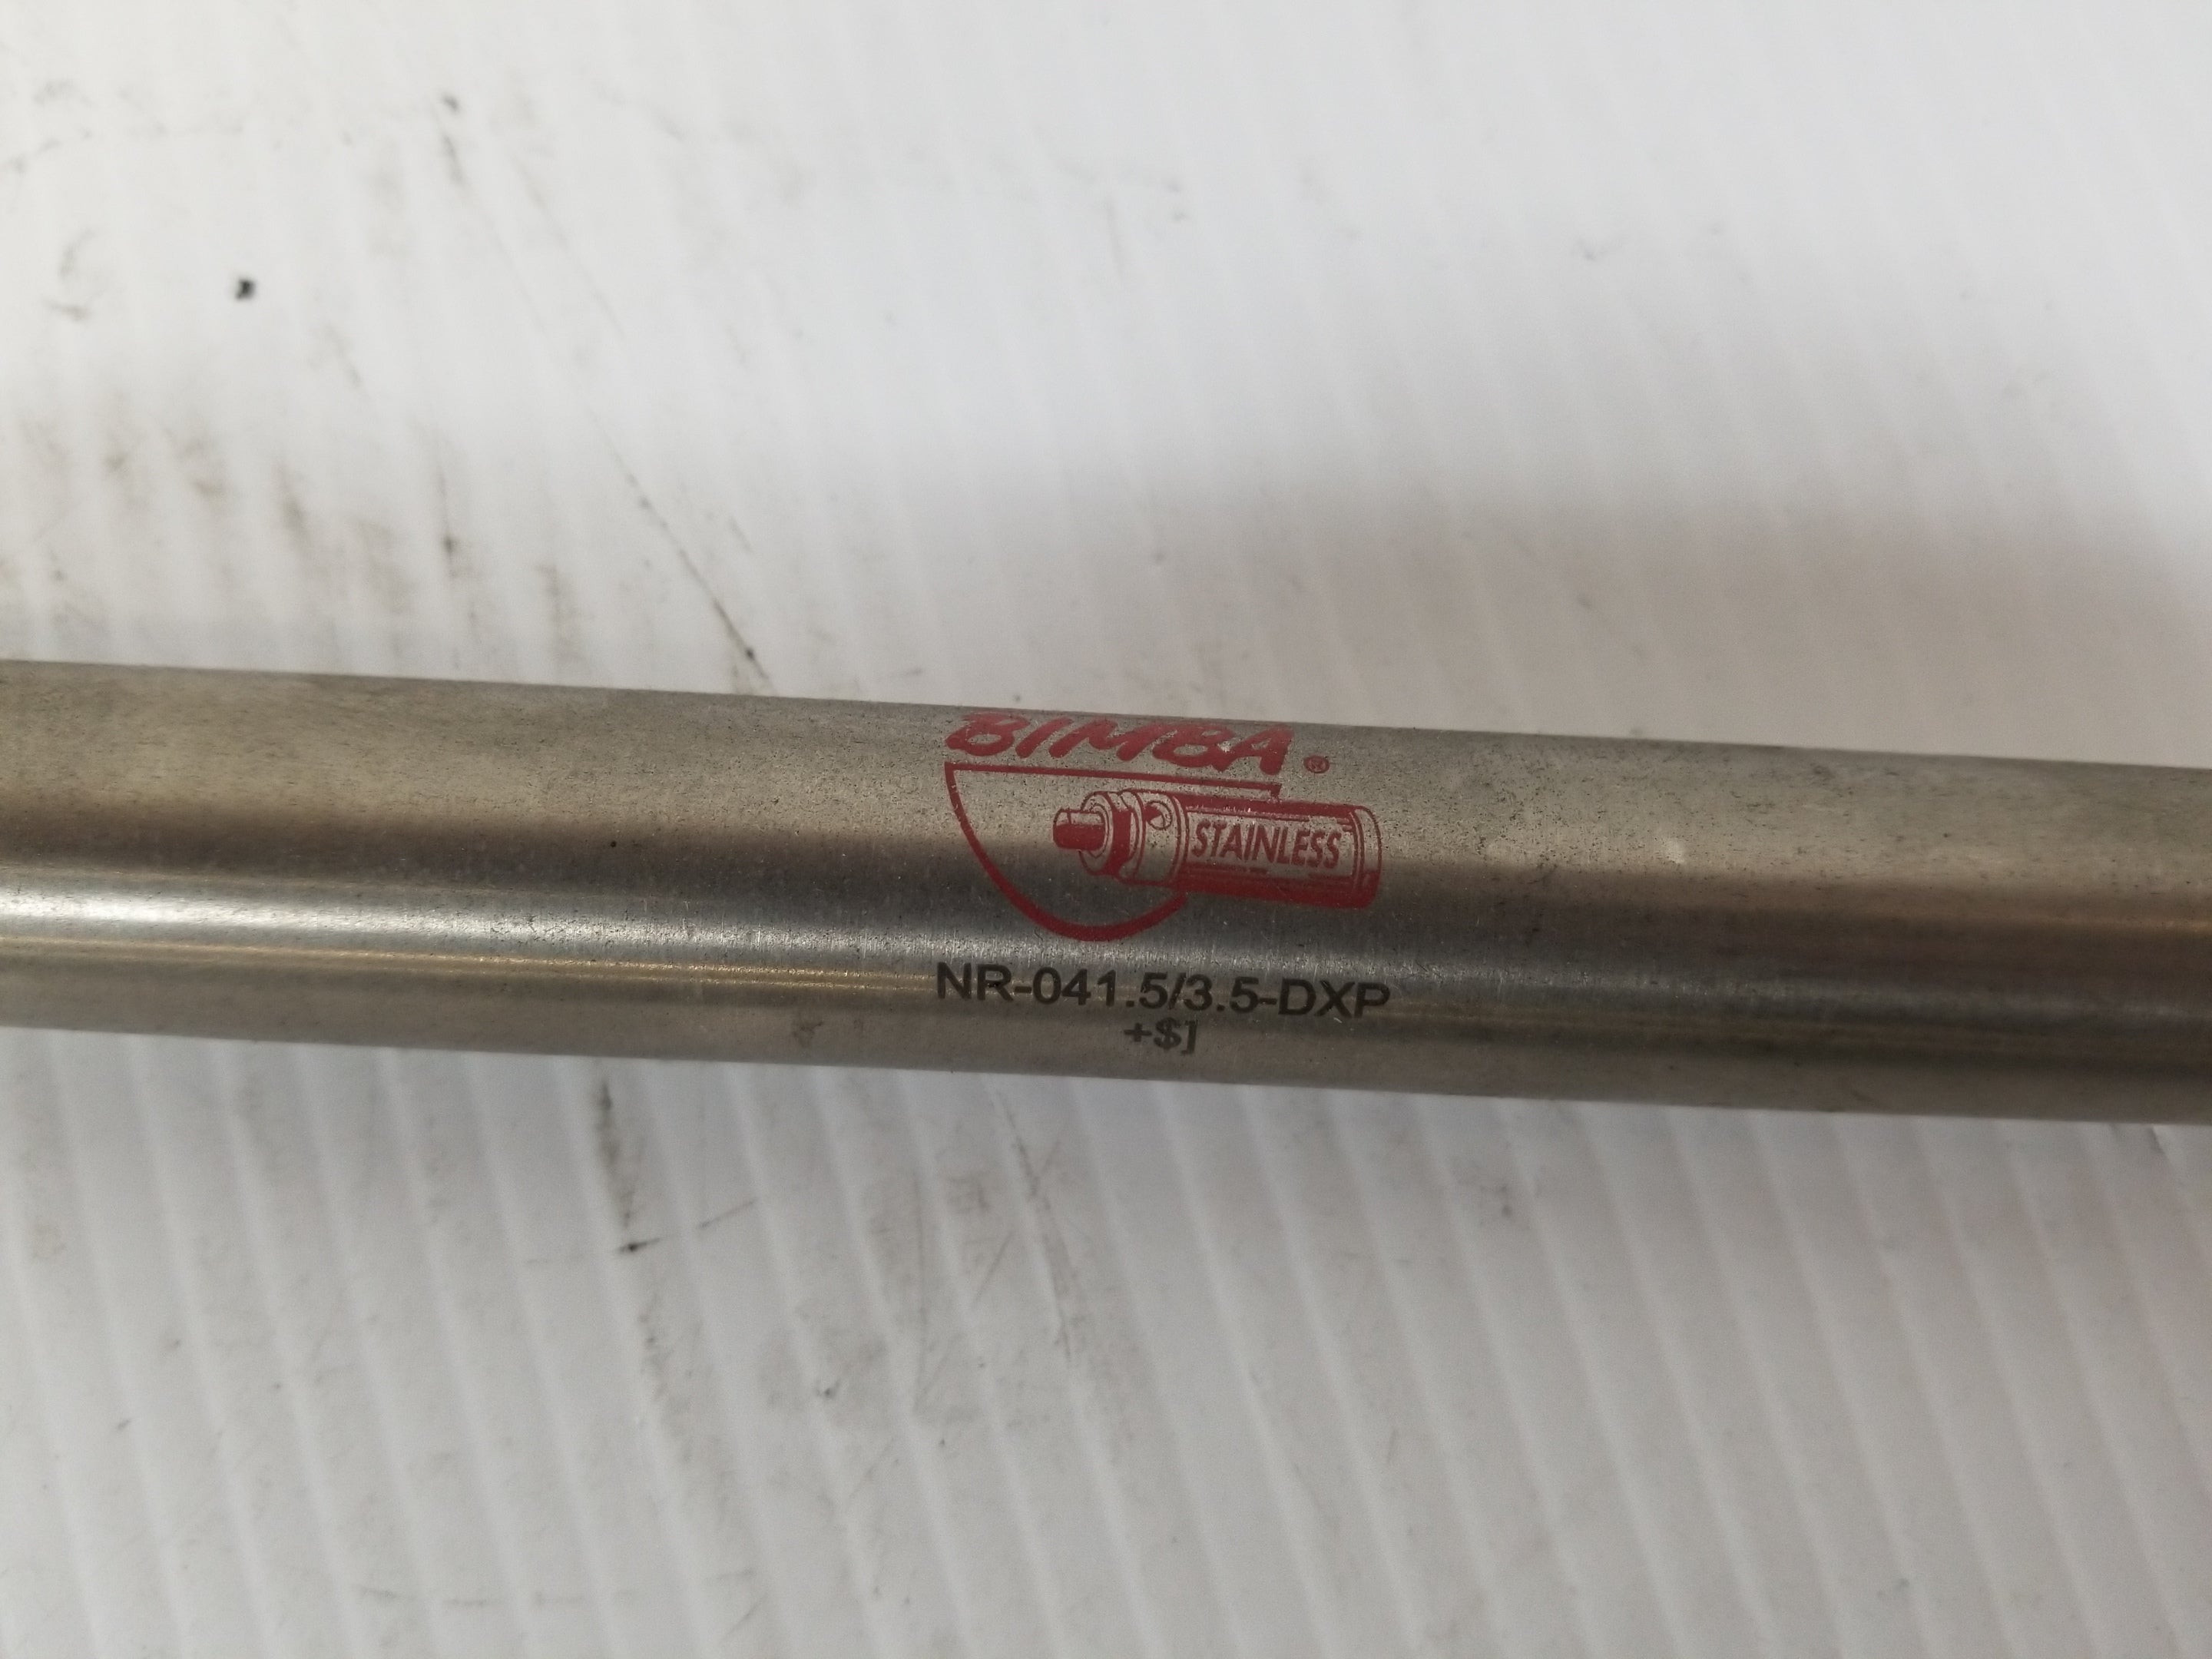 BIMBA®
STAINLESS
NR-041.5/3.5-DXP
+$]